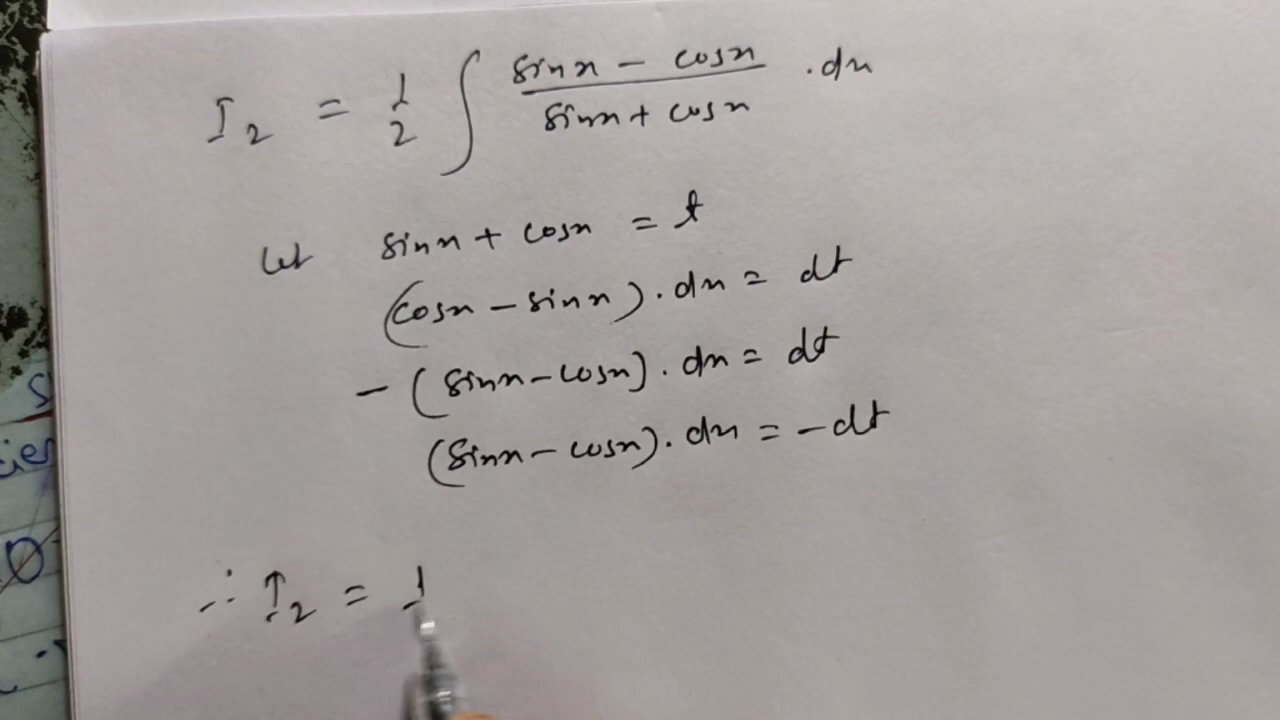 I₂ = 1/2 ∫ (sinx - cosx)/(sinx + cosx) .dx
Let sinx + cosx = t
(cosx - sinx).dx = dt
- (sinx - cosx).dx = dt
(sinx - cosx).dx = -dt
∴ I₂ = 1